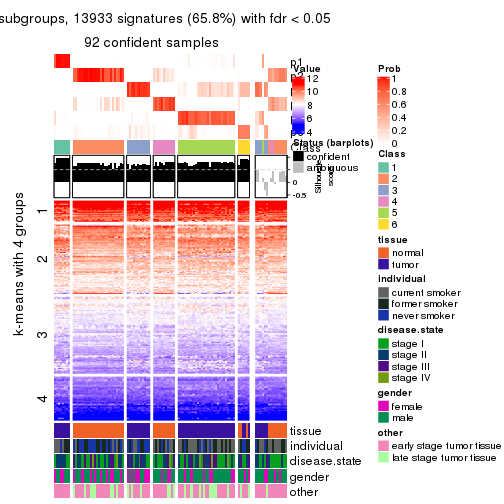 subgroups, 13933 signatures (65.8%) with fdr < 0.05
92 confident samples
p1
Class
k-means with 4 groups
1
2
3
4
0
-0.5
tissue
individual
disease.state
gender
other
Value
12
10
8
6
4
Status (barplots)
confident
ambiguous
Prob
1
0.8
0.6
0.4
0.2
0
Class
1
2
3
4
5
6
tissue
normal
tumor
individual
current smoker
former smoker
never smoker
disease.state
stage I
stage II
stage III
stage IV
gender
female
male
other
early stage tumor tissue
late stage tumor tissue